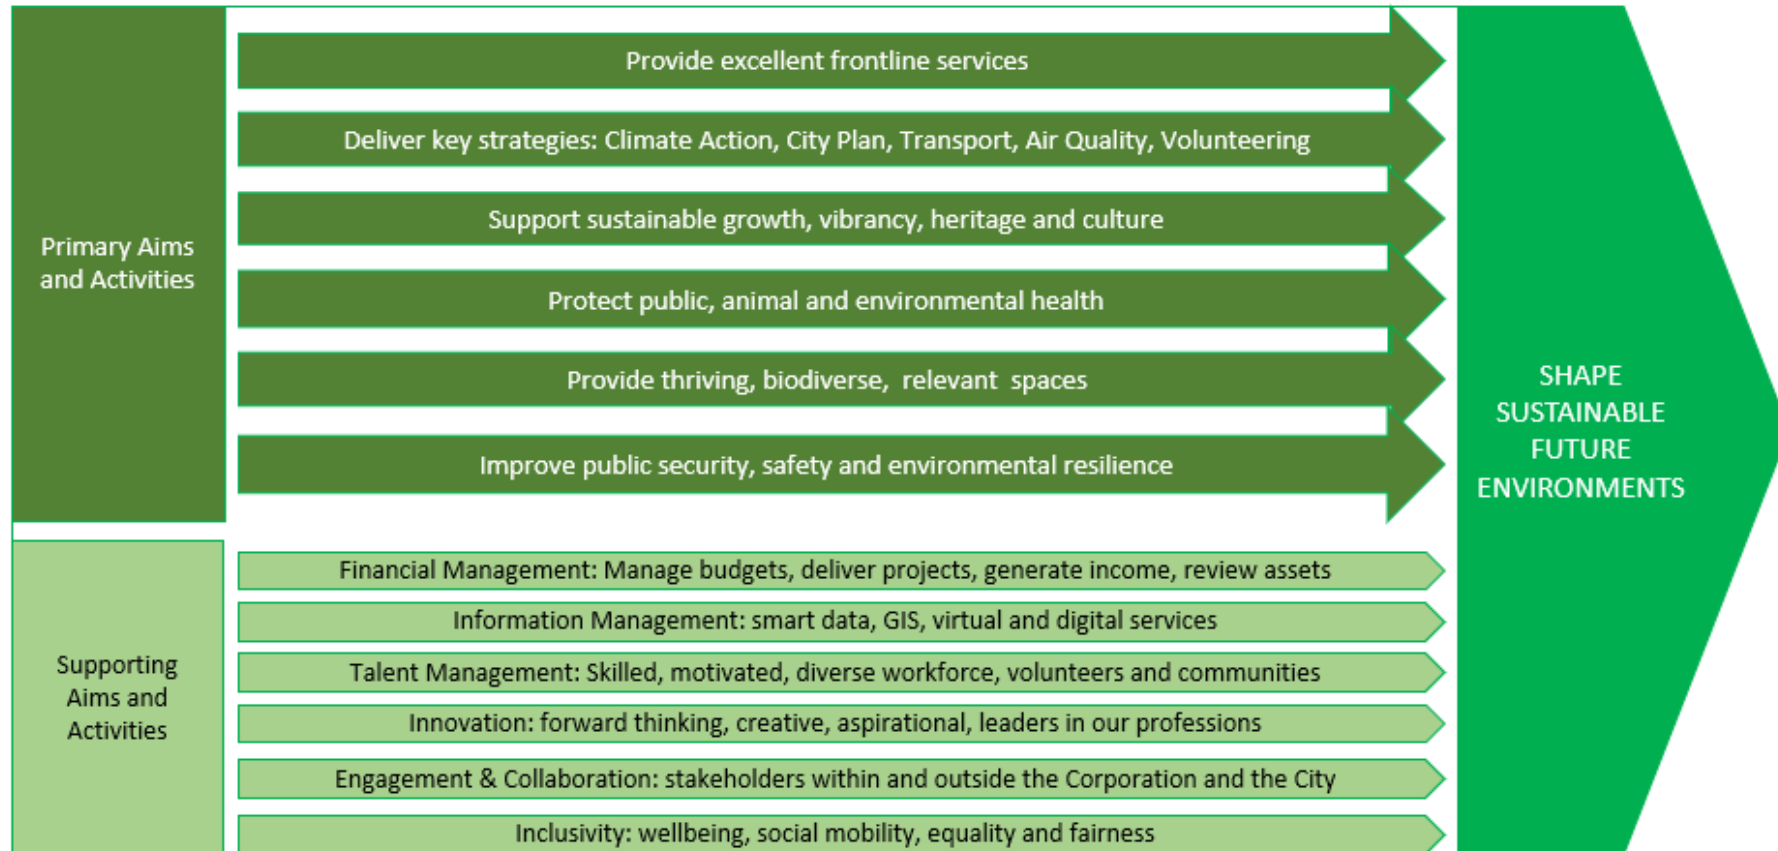 Primary Aims
and Activities
Provide excellent frontline services
Deliver key strategies: Climate Action, City Plan, Transport, Air Quality, Volunteering
Support sustainable growth, vibrancy, heritage and culture
Protect public, animal and environmental health
Provide thriving, biodiverse, relevant spaces
Improve public security, safety and environmental resilience
Supporting
Aims and
Activities
Financial Management: Manage budgets, deliver projects, generate income, review assets
Information Management: smart data, GIS, virtual and digital services
Talent Management: Skilled, motivated, diverse workforce, volunteers and communities
Innovation: forward thinking, creative, aspirational, leaders in our professions
Engagement & Collaboration: stakeholders within and outside the Corporation and the City
Inclusivity: wellbeing, social mobility, equality and fairness
SHAPE
SUSTAINABLE
FUTURE
ENVIRONMENTS